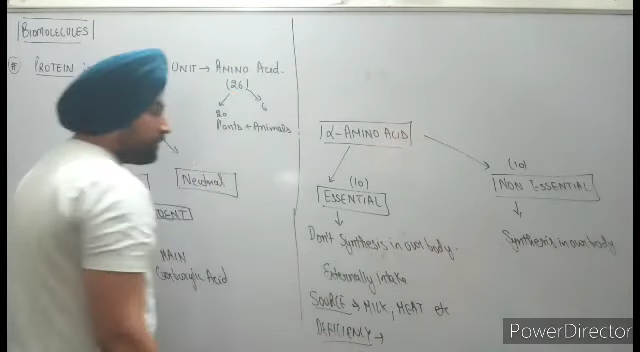 BIOMOLECULES
PROTEIN
UNIT → AMINO Acid.
(26)
20
6
Plants + Animals
Neutral
MAIN
Carboxylic Acid
α-AMINO ACID
(10)
ESSENTIAL
Don't Synthesis in our body.
Externally Intake
SOURCE → MILK, MEAT etc
DEFICIENCY →
(10)
NON ESSENTIAL
Synthesis in our body
PowerDirector